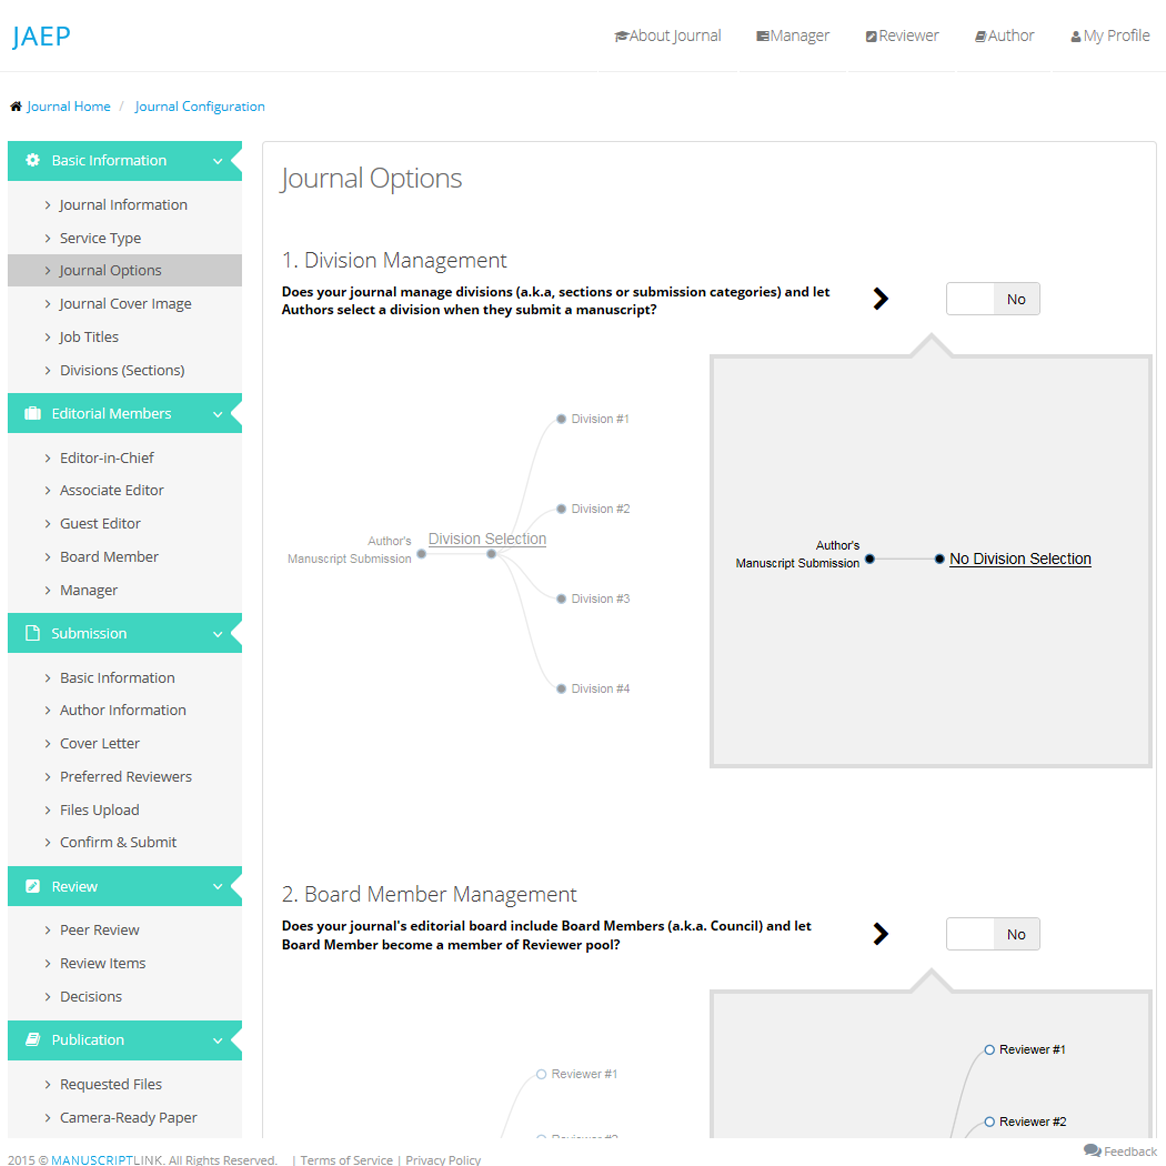 JAEP
About Journal
Manager
Reviewer
Author
My Profile
Journal Home / Journal Configuration
Basic Information
Journal Information
Service Type
Journal Options
Journal Cover Image
Job Titles
Divisions (Sections)
Editorial Members
Editor-in-Chief
Associate Editor
Guest Editor
Board Member
Manager
Submission
Basic Information
Author Information
Cover Letter
Preferred Reviewers
Files Upload
Confirm & Submit
Review
Peer Review
Review Items
Decisions
Publication
Requested Files
Camera-Ready Paper
Journal Options
1. Division Management
Does your journal manage divisions (a.k.a, sections or submission categories) and let
Authors select a division when they submit a manuscript?
No
Division #1
Division #2
Author's
Manuscript Submission
Division Selection
Division #3
Division #4
Author's
Manuscript Submission
No Division Selection
2. Board Member Management
Does your journal's editorial board include Board Members (a.k.a. Council) and let
Board Member become a member of Reviewer pool?
No
Reviewer #1
Reviewer #1
Reviewer #2
2015 © MANUSCRIPTLINK. All Rights Reserved. | Terms of Service | Privacy Policy
Feedback